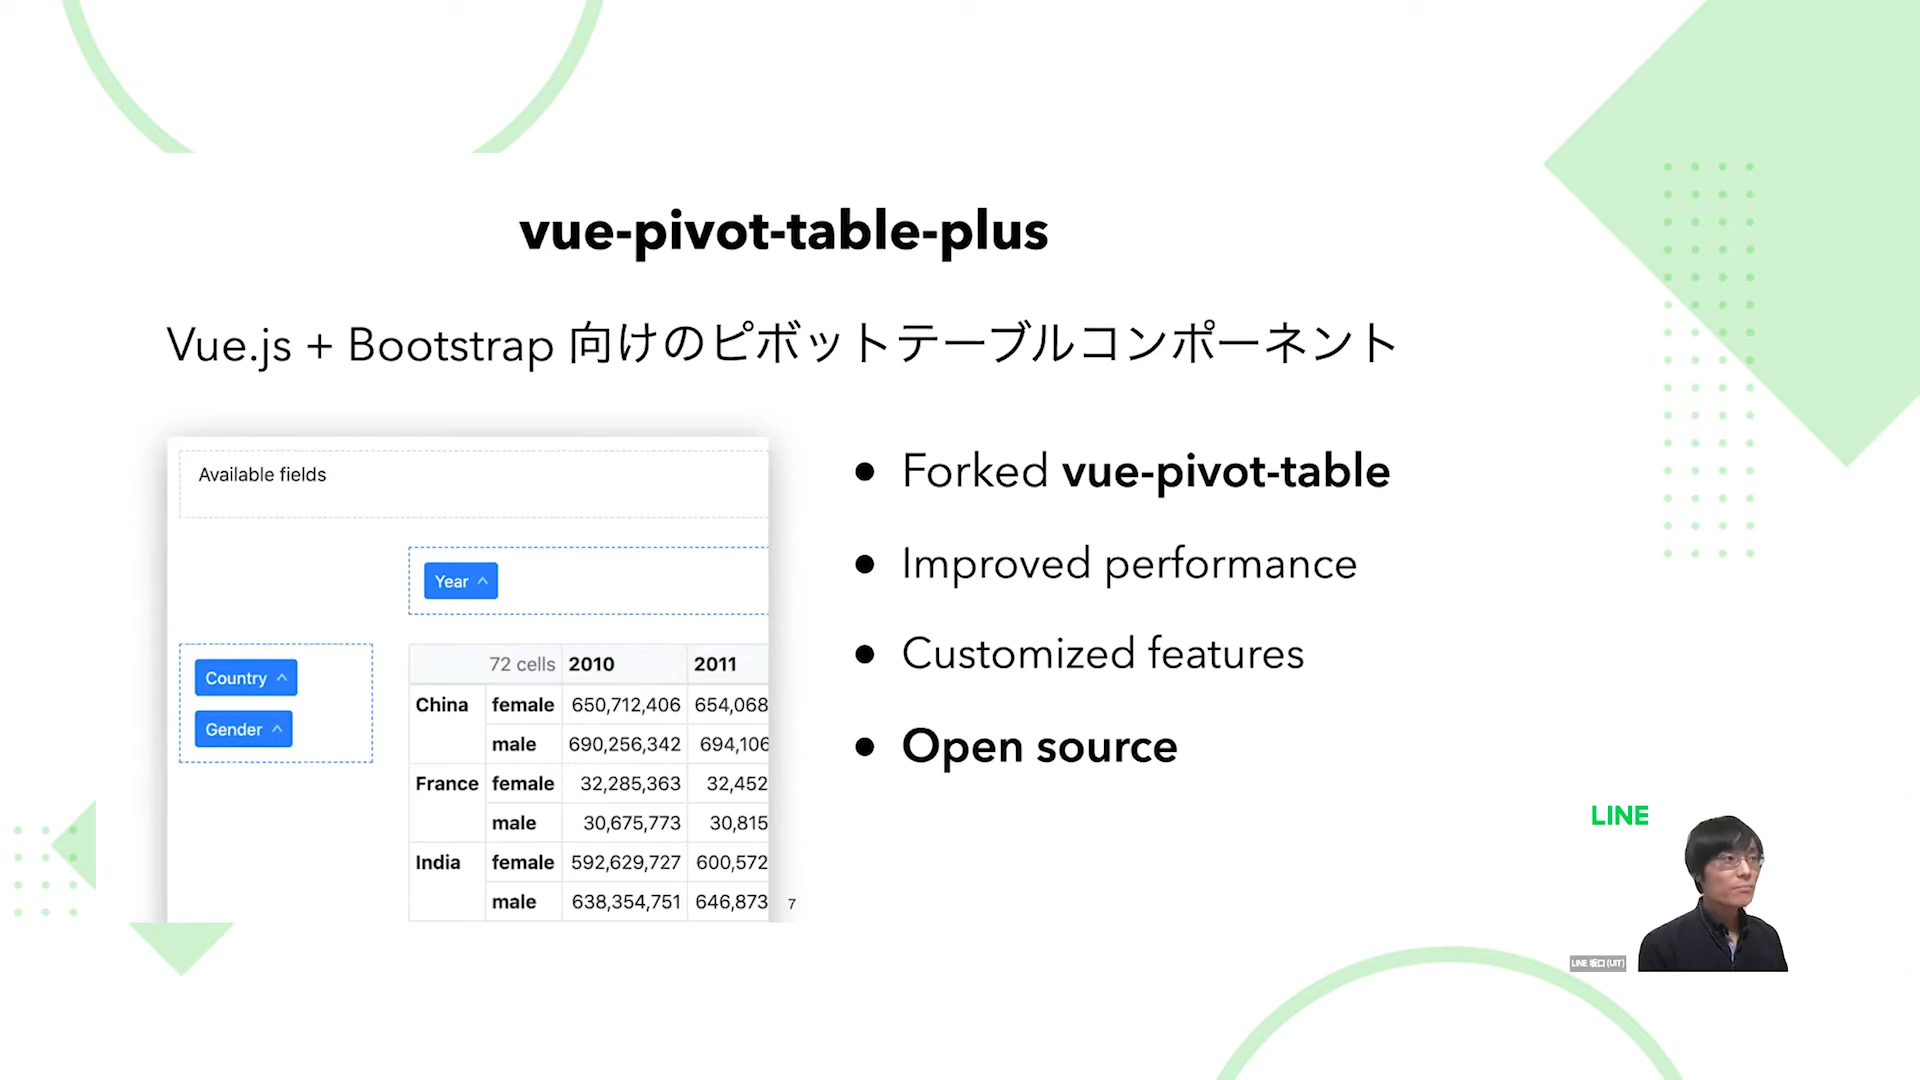 vue-pivot-table-plus
Vue.js + Bootstrap 向けのピボットテーブルコンポーネント
Available fields
Year
Country
Gender
72 cells 2010 2011
China female 650,712,406 654,068
male 690,256,342 694,106
France female 32,285,363 32,452
male 30,675,773 30,815
India female 592,629,727 600,572
male 638,354,751 646,873
7
• Forked vue-pivot-table
• Improved performance
• Customized features
• Open source
LINE
LINE 坂口 (UIT)